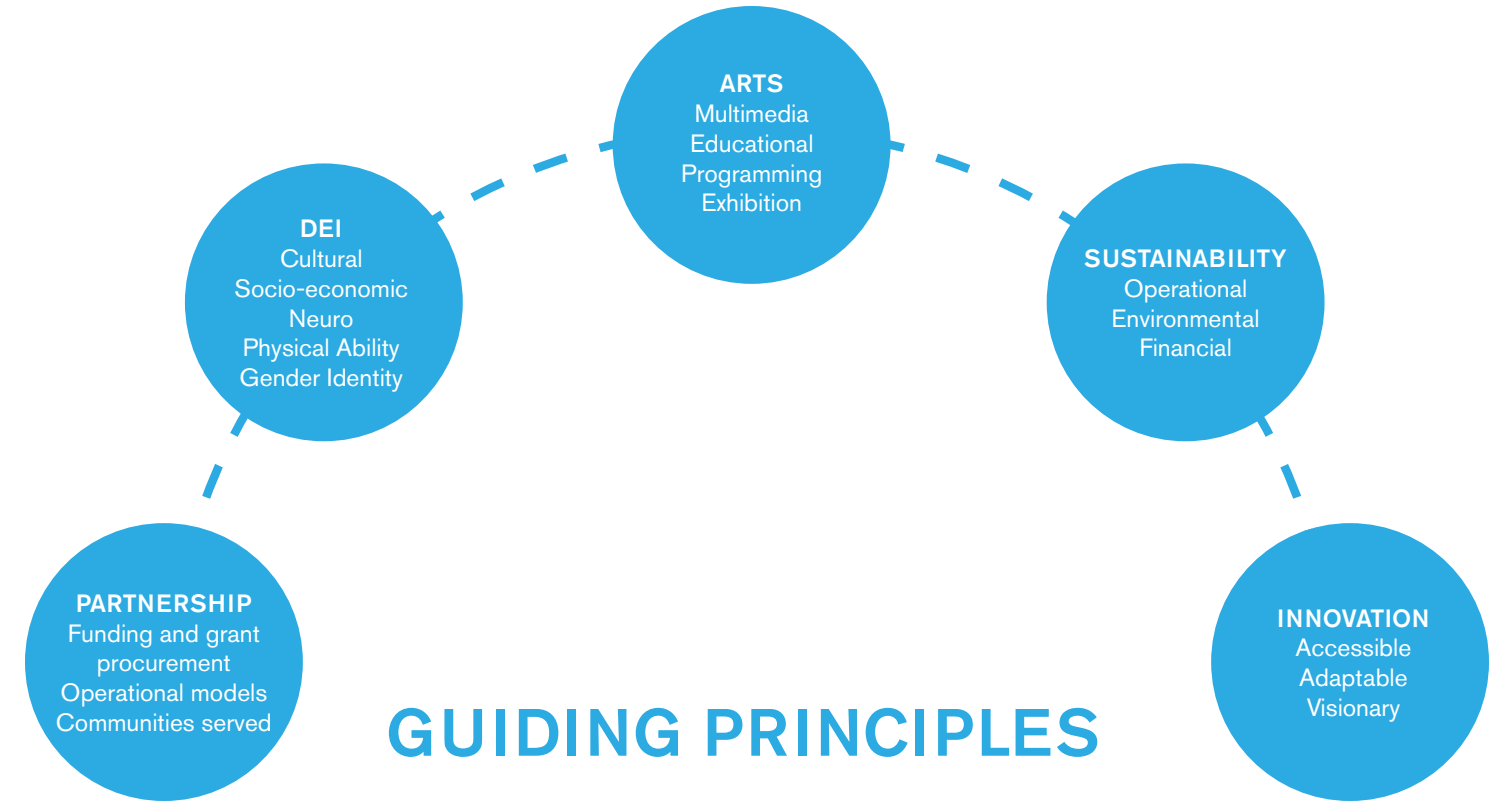 ARTS
Multimedia
Educational
Programming
Exhibition
DEI
Cultural
Socio-economic
Neuro
Physical Ability
Gender Identity
SUSTAINABILITY
Operational
Environmental
Financial
PARTNERSHIP
Funding and grant
procurement
Operational models
Communities served
INNOVATION
Accessible
Adaptable
Visionary
GUIDING PRINCIPLES